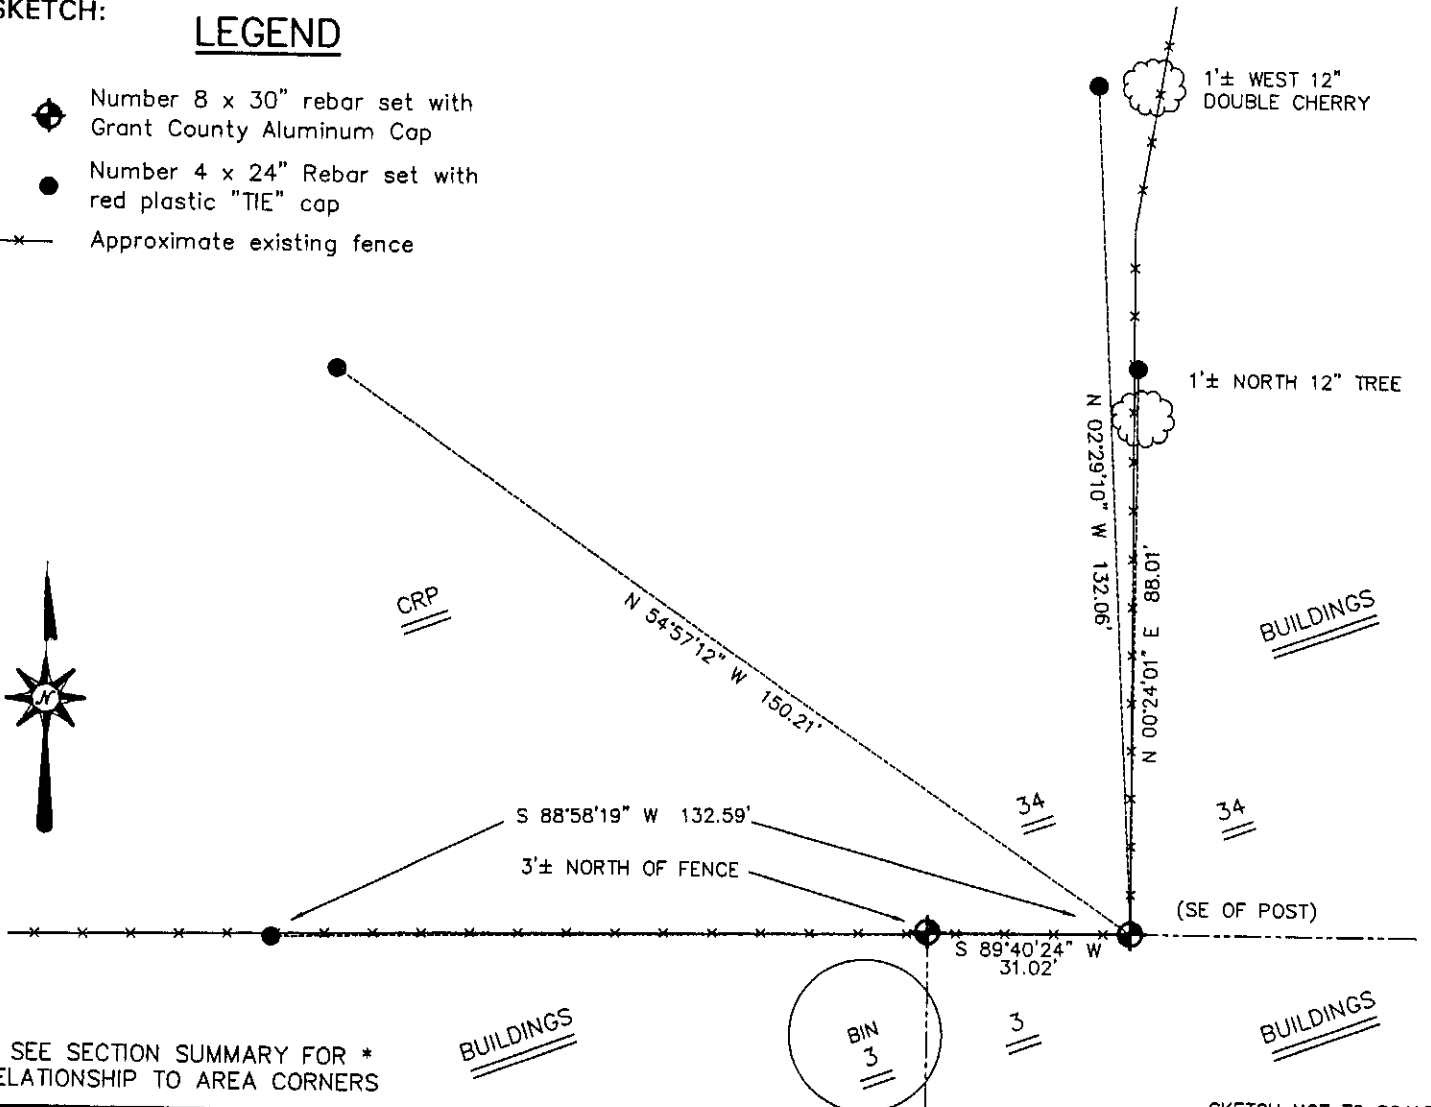 SKETCH:
LEGEND
Number 8 x 30" rebar set with
Grant County Aluminum Cap
Number 4 x 24" Rebar set with
red plastic "TIE" cap
Approximate existing fence
1'± WEST 12"
DOUBLE CHERRY
1'± NORTH 12" TREE
N 02°29'10" W 132.06'
N 00°24'01" E 88.01'
CRP
N 54°57'12" W 150.21'
BUILDINGS
N
34
34
S 88°58'19" W 132.59'
3'± NORTH OF FENCE
(SE OF POST)
S 89°40'24" W
31.02'
BUILDINGS
BIN
3
3
BUILDINGS
SEE SECTION SUMMARY FOR *
ELATIONSHIP TO AREA CORNERS